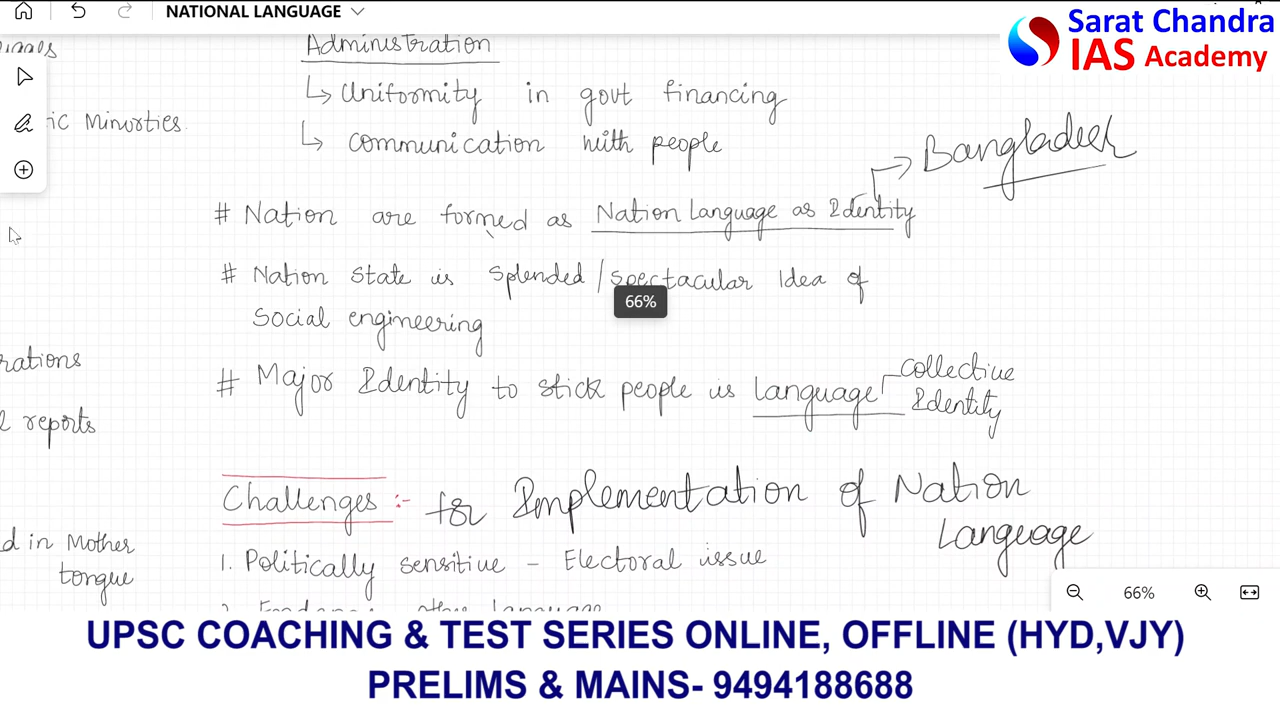 NATIONAL LANGUAGE
Sarat Chandra
IAS Academy
Administration
↳ Uniformity in govt financing
ic Minorties.
↳ Communication with people
→ Bangladesh
# Nation are formed as Nation Language as Identity
# Nation State is Splended / Spectacular Idea of
66%
Social engineering
rations
# Major Identity to stick people is language
collective
Identity
reports
Challenges :- for Implementation of Nation
Language
d in Mother
tongue
1. Politically sensitive - Electoral issue
66%
UPSC COACHING & TEST SERIES ONLINE, OFFLINE (HYD,VJY)
PRELIMS & MAINS- 9494188688